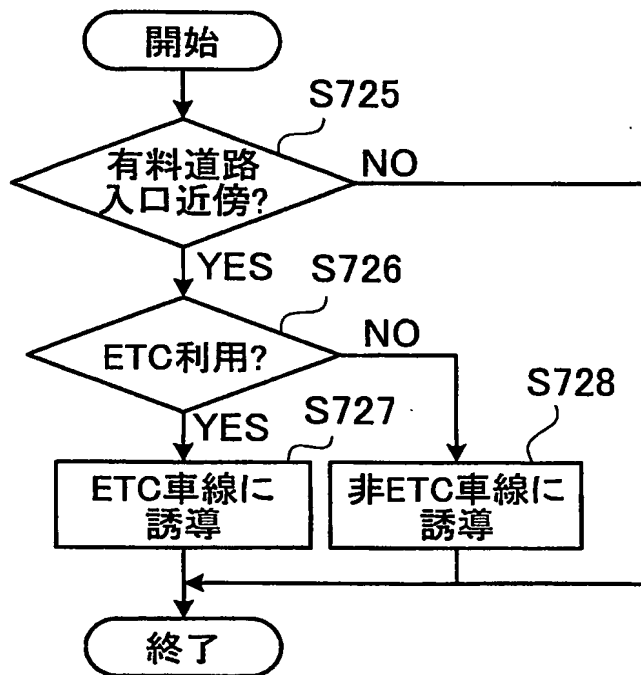 開始
S725
有料道路
入口近傍?
NO
YES
S726
ETC利用?
NO
YES
S727
S728
ETC車線に
誘導
非ETC車線に
誘導
終了